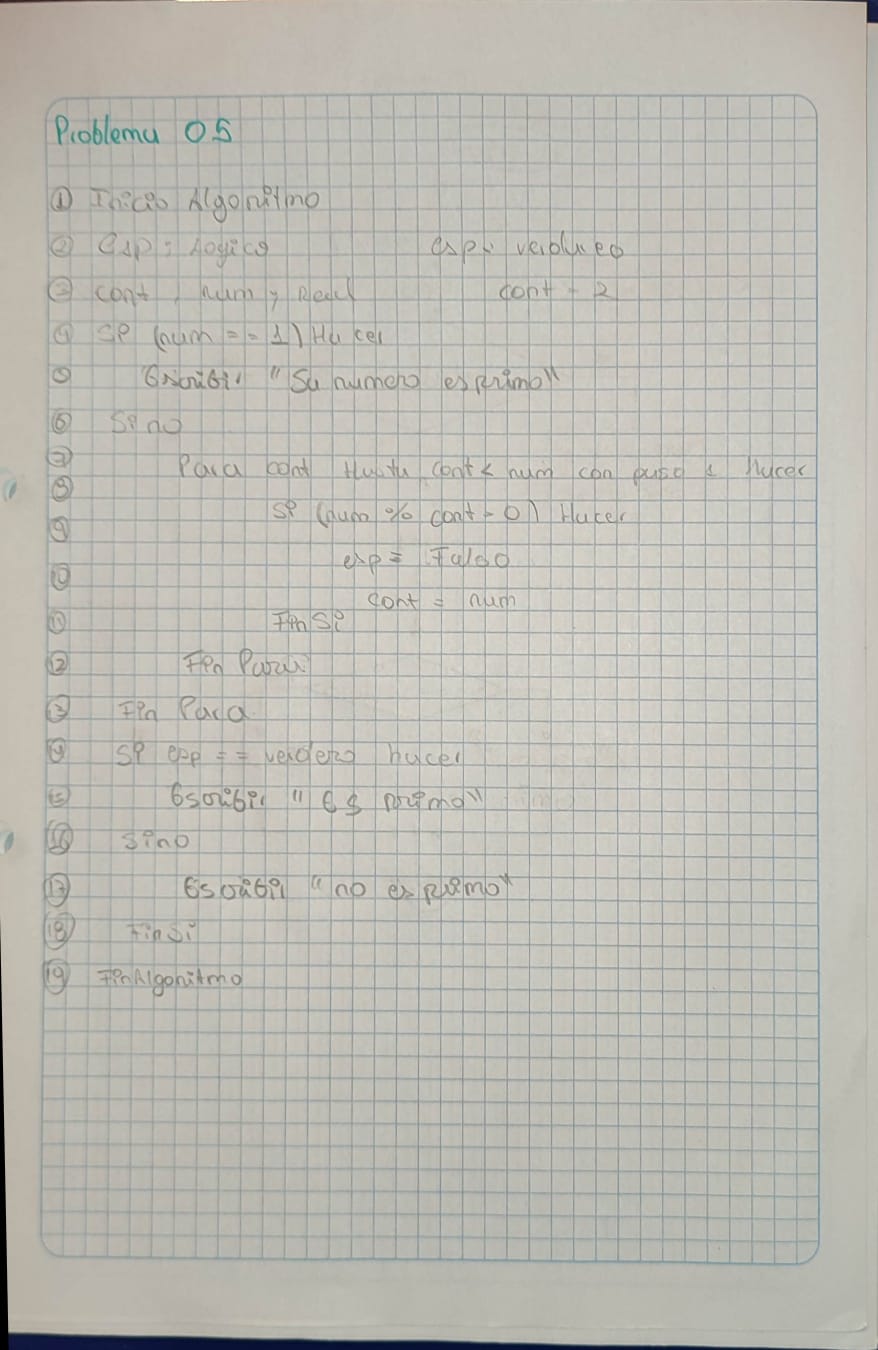 Problema 05
① Inicio Algoritmo
② esp : Logico esp = verdadero
③ cont , num , Real cont = 2
④ Si (num == 1) Hacer
⑤ Escribir "Su numero es primo"
⑥ Sino
⑦ Para cont Hasta cont < num con paso 1 hacer
⑧ Si (num % cont = 0) Hacer
⑨ esp = Falso
⑩ cont = num
⑪ FinSi
⑫ Fin Para
⑬ Fin Para
⑭ Si esp == verdero hacer
⑮ Escribir "Es primo"
⑯ Sino
⑰ Escribir "no es primo"
⑱ FinSi
⑲ FinAlgoritmo